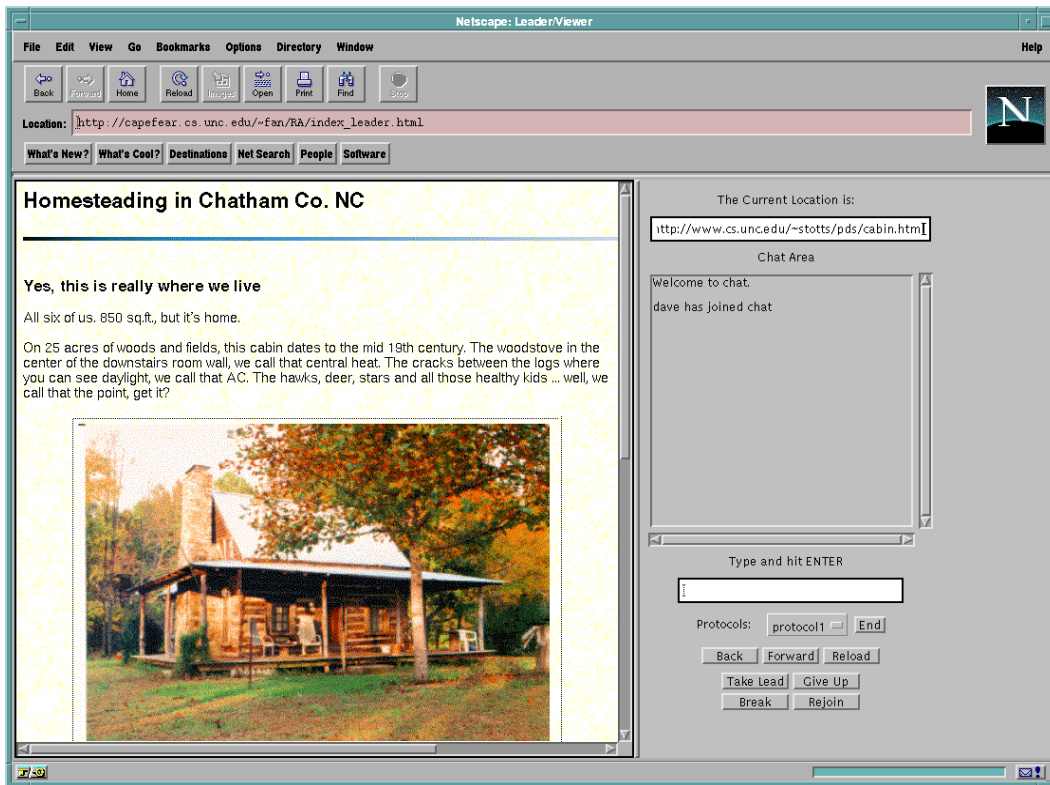 Netscape: Leader/Viewer
File Edit View Go Bookmarks Options Directory Window Help
Back Forward Home Reload Images Open Print Find Stop
N
Location: http://capefear.cs.unc.edu/~fan/RA/index_leader.html
What's New? What's Cool? Destinations Net Search People Software
Homesteading in Chatham Co. NC
Yes, this is really where we live
All six of us. 850 sq.ft., but it's home.
On 25 acres of woods and fields, this cabin dates to the mid 19th century. The woodstove in the
center of the downstairs room wall, we call that central heat. The cracks between the logs where
you can see daylight, we call that AC. The hawks, deer, stars and all those healthy kids ... well, we
call that the point, get it?
The Current Location is:
ttp://www.cs.unc.edu/~stotts/pds/cabin.htm
Chat Area
Welcome to chat.
dave has joined chat
Type and hit ENTER
Protocols: protocol1 End
Back Forward Reload
Take Lead Give Up
Break Rejoin